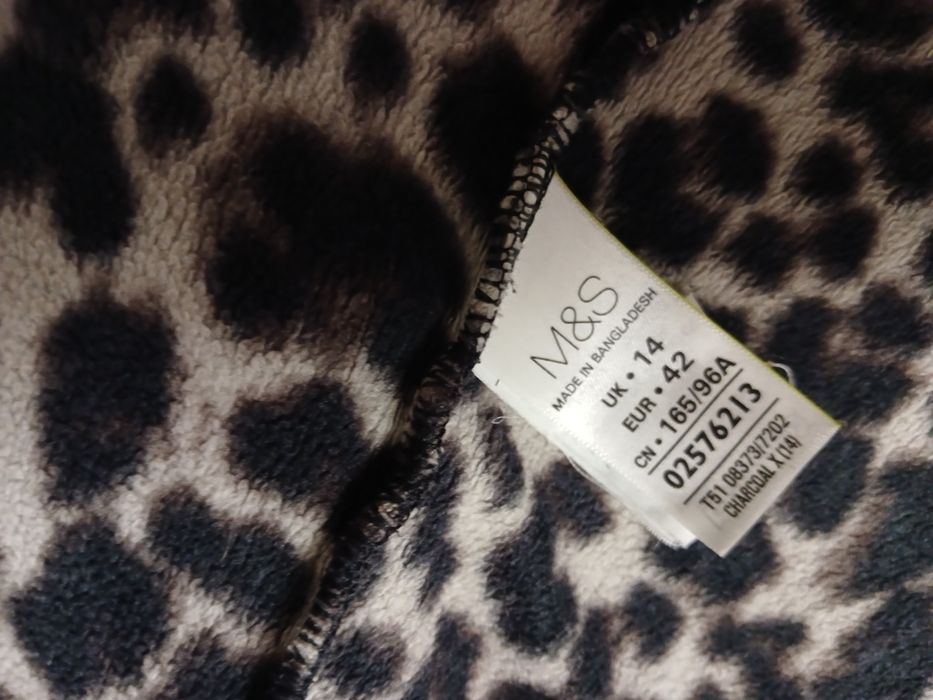 M&S
MADE IN BANGLADESH
UK • 14
EUR • 42
CN • 165/96A
02576213
T51 08373/7202
CHARCOAL X (14)